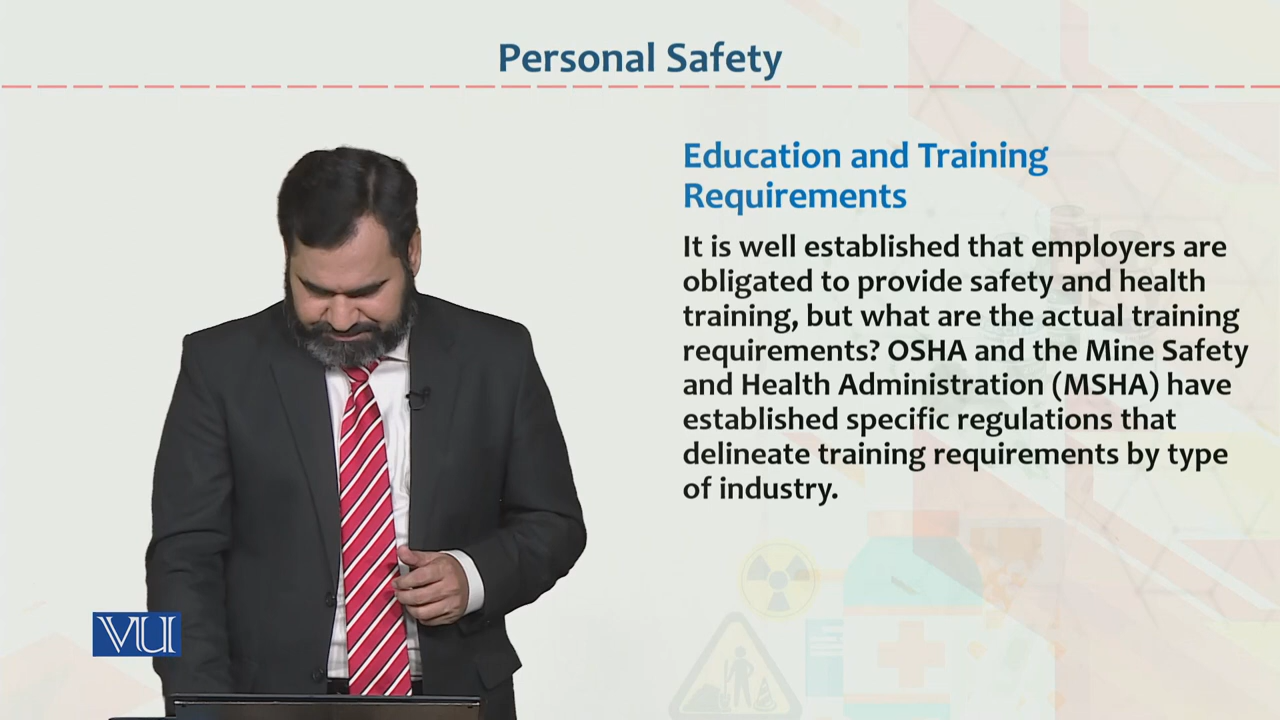 Personal Safety
Education and Training
Requirements
It is well established that employers are
obligated to provide safety and health
training, but what are the actual training
requirements? OSHA and the Mine Safety
and Health Administration (MSHA) have
established specific regulations that
delineate training requirements by type
of industry.
VU